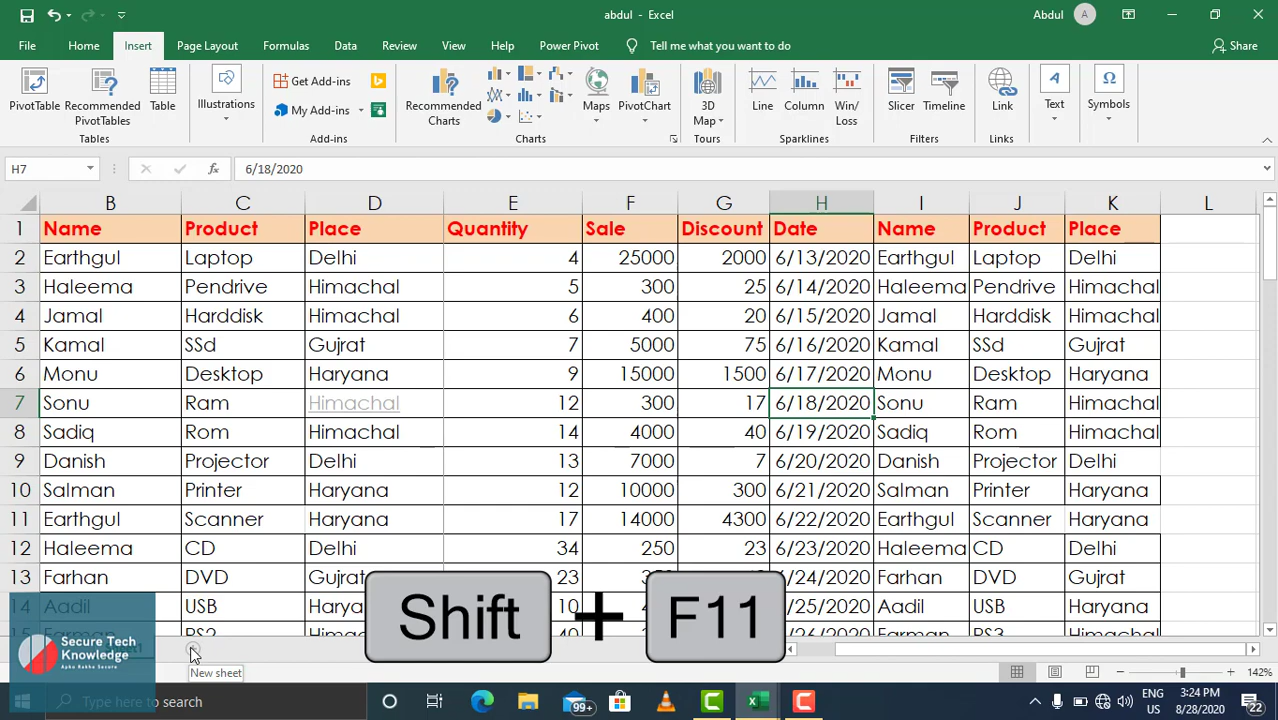 abdul - Excel
Abdul
A
File Home Insert Page Layout Formulas Data Review View Help Power Pivot Tell me what you want to do Share
PivotTable
Recommended PivotTables
Table
Tables
Illustrations
Get Add-ins
My Add-ins
Add-ins
Recommended Charts
Maps
PivotChart
Charts
3D Map
Tours
Line
Column
Win/Loss
Sparklines
Slicer
Timeline
Filters
Link
Links
Text
Symbols
H7 fx 6/18/2020
B C D E F G H I J K L
1 Name Product Place Quantity Sale Discount Date Name Product Place
2 Earthgul Laptop Delhi 4 25000 2000 6/13/2020 Earthgul Laptop Delhi
3 Haleema Pendrive Himachal 5 300 25 6/14/2020 Haleema Pendrive Himachal
4 Jamal Harddisk Himachal 6 400 20 6/15/2020 Jamal Harddisk Himachal
5 Kamal SSd Gujrat 7 5000 75 6/16/2020 Kamal SSd Gujrat
6 Monu Desktop Haryana 9 15000 1500 6/17/2020 Monu Desktop Haryana
7 Sonu Ram Himachal 12 300 17 6/18/2020 Sonu Ram Himachal
8 Sadiq Rom Himachal 14 4000 40 6/19/2020 Sadiq Rom Himachal
9 Danish Projector Delhi 13 7000 7 6/20/2020 Danish Projector Delhi
10 Salman Printer Haryana 12 10000 300 6/21/2020 Salman Printer Haryana
11 Earthgul Scanner Haryana 17 14000 4300 6/22/2020 Earthgul Scanner Haryana
12 Haleema CD Delhi 34 250 23 6/23/2020 Haleema CD Delhi
13 Farhan DVD Gujrat 23 6/24/2020 Farhan DVD Gujrat
14 Aadil USB 10 /25/2020 Aadil USB Haryana
Shift + F11
Secure Tech
Knowledge
Apka Rakhe Secure
New sheet
142%
Type here to search
99+
ENG
US
3:24 PM
8/28/2020
22